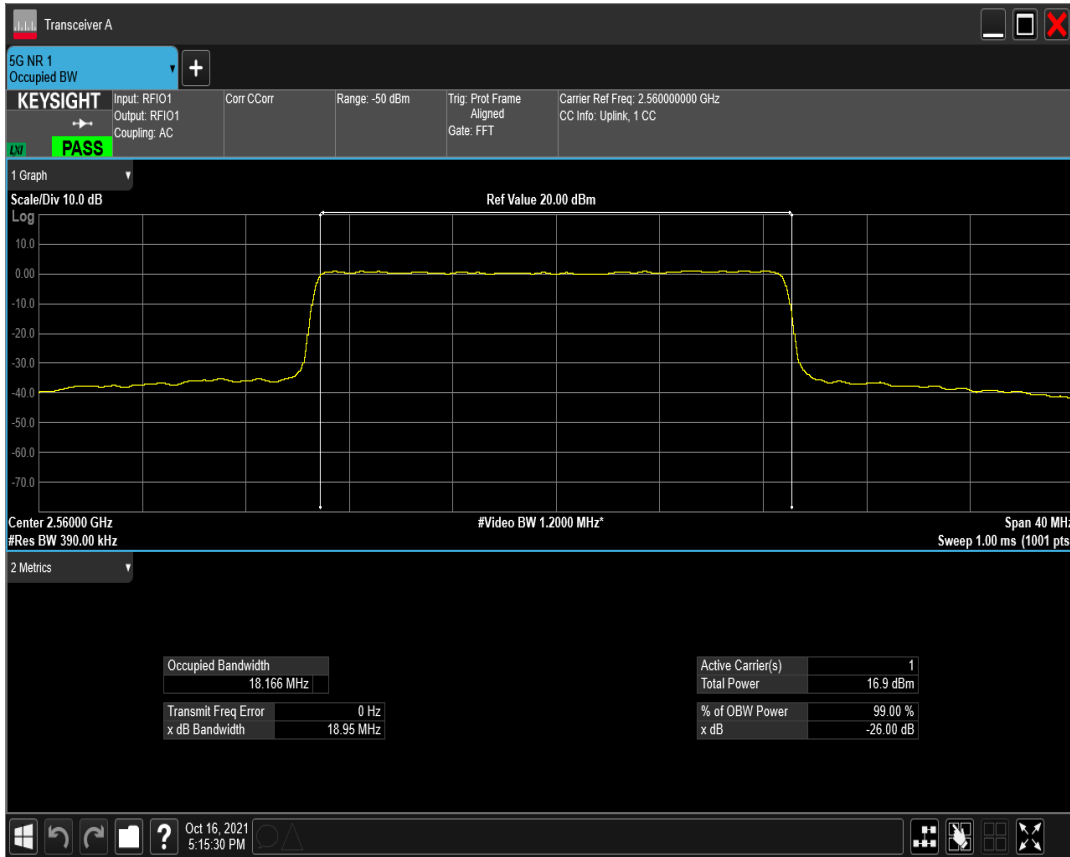 Transceiver A
5G NR 1
Occupied BW
+
KEYSIGHT
LXI
PASS
Input: RFIO1
Output: RFIO1
Coupling: AC
Corr CCorr
Range: -50 dBm
Trig: Prot Frame
Aligned
Gate: FFT
Carrier Ref Freq: 2.560000000 GHz
CC Info: Uplink, 1 CC
1 Graph
Scale/Div 10.0 dB
Ref Value 20.00 dBm
Log
10.0
0.00
-10.0
-20.0
-30.0
-40.0
-50.0
-60.0
-70.0
Center 2.56000 GHz
#Video BW 1.2000 MHz*
Span 40 MHz
#Res BW 390.00 kHz
Sweep 1.00 ms (1001 pts
2 Metrics
Occupied Bandwidth
18.166 MHz
Transmit Freq Error 0 Hz
x dB Bandwidth 18.95 MHz
Active Carrier(s) 1
Total Power 16.9 dBm
% of OBW Power 99.00 %
x dB -26.00 dB
?
Oct 16, 2021
5:15:30 PM